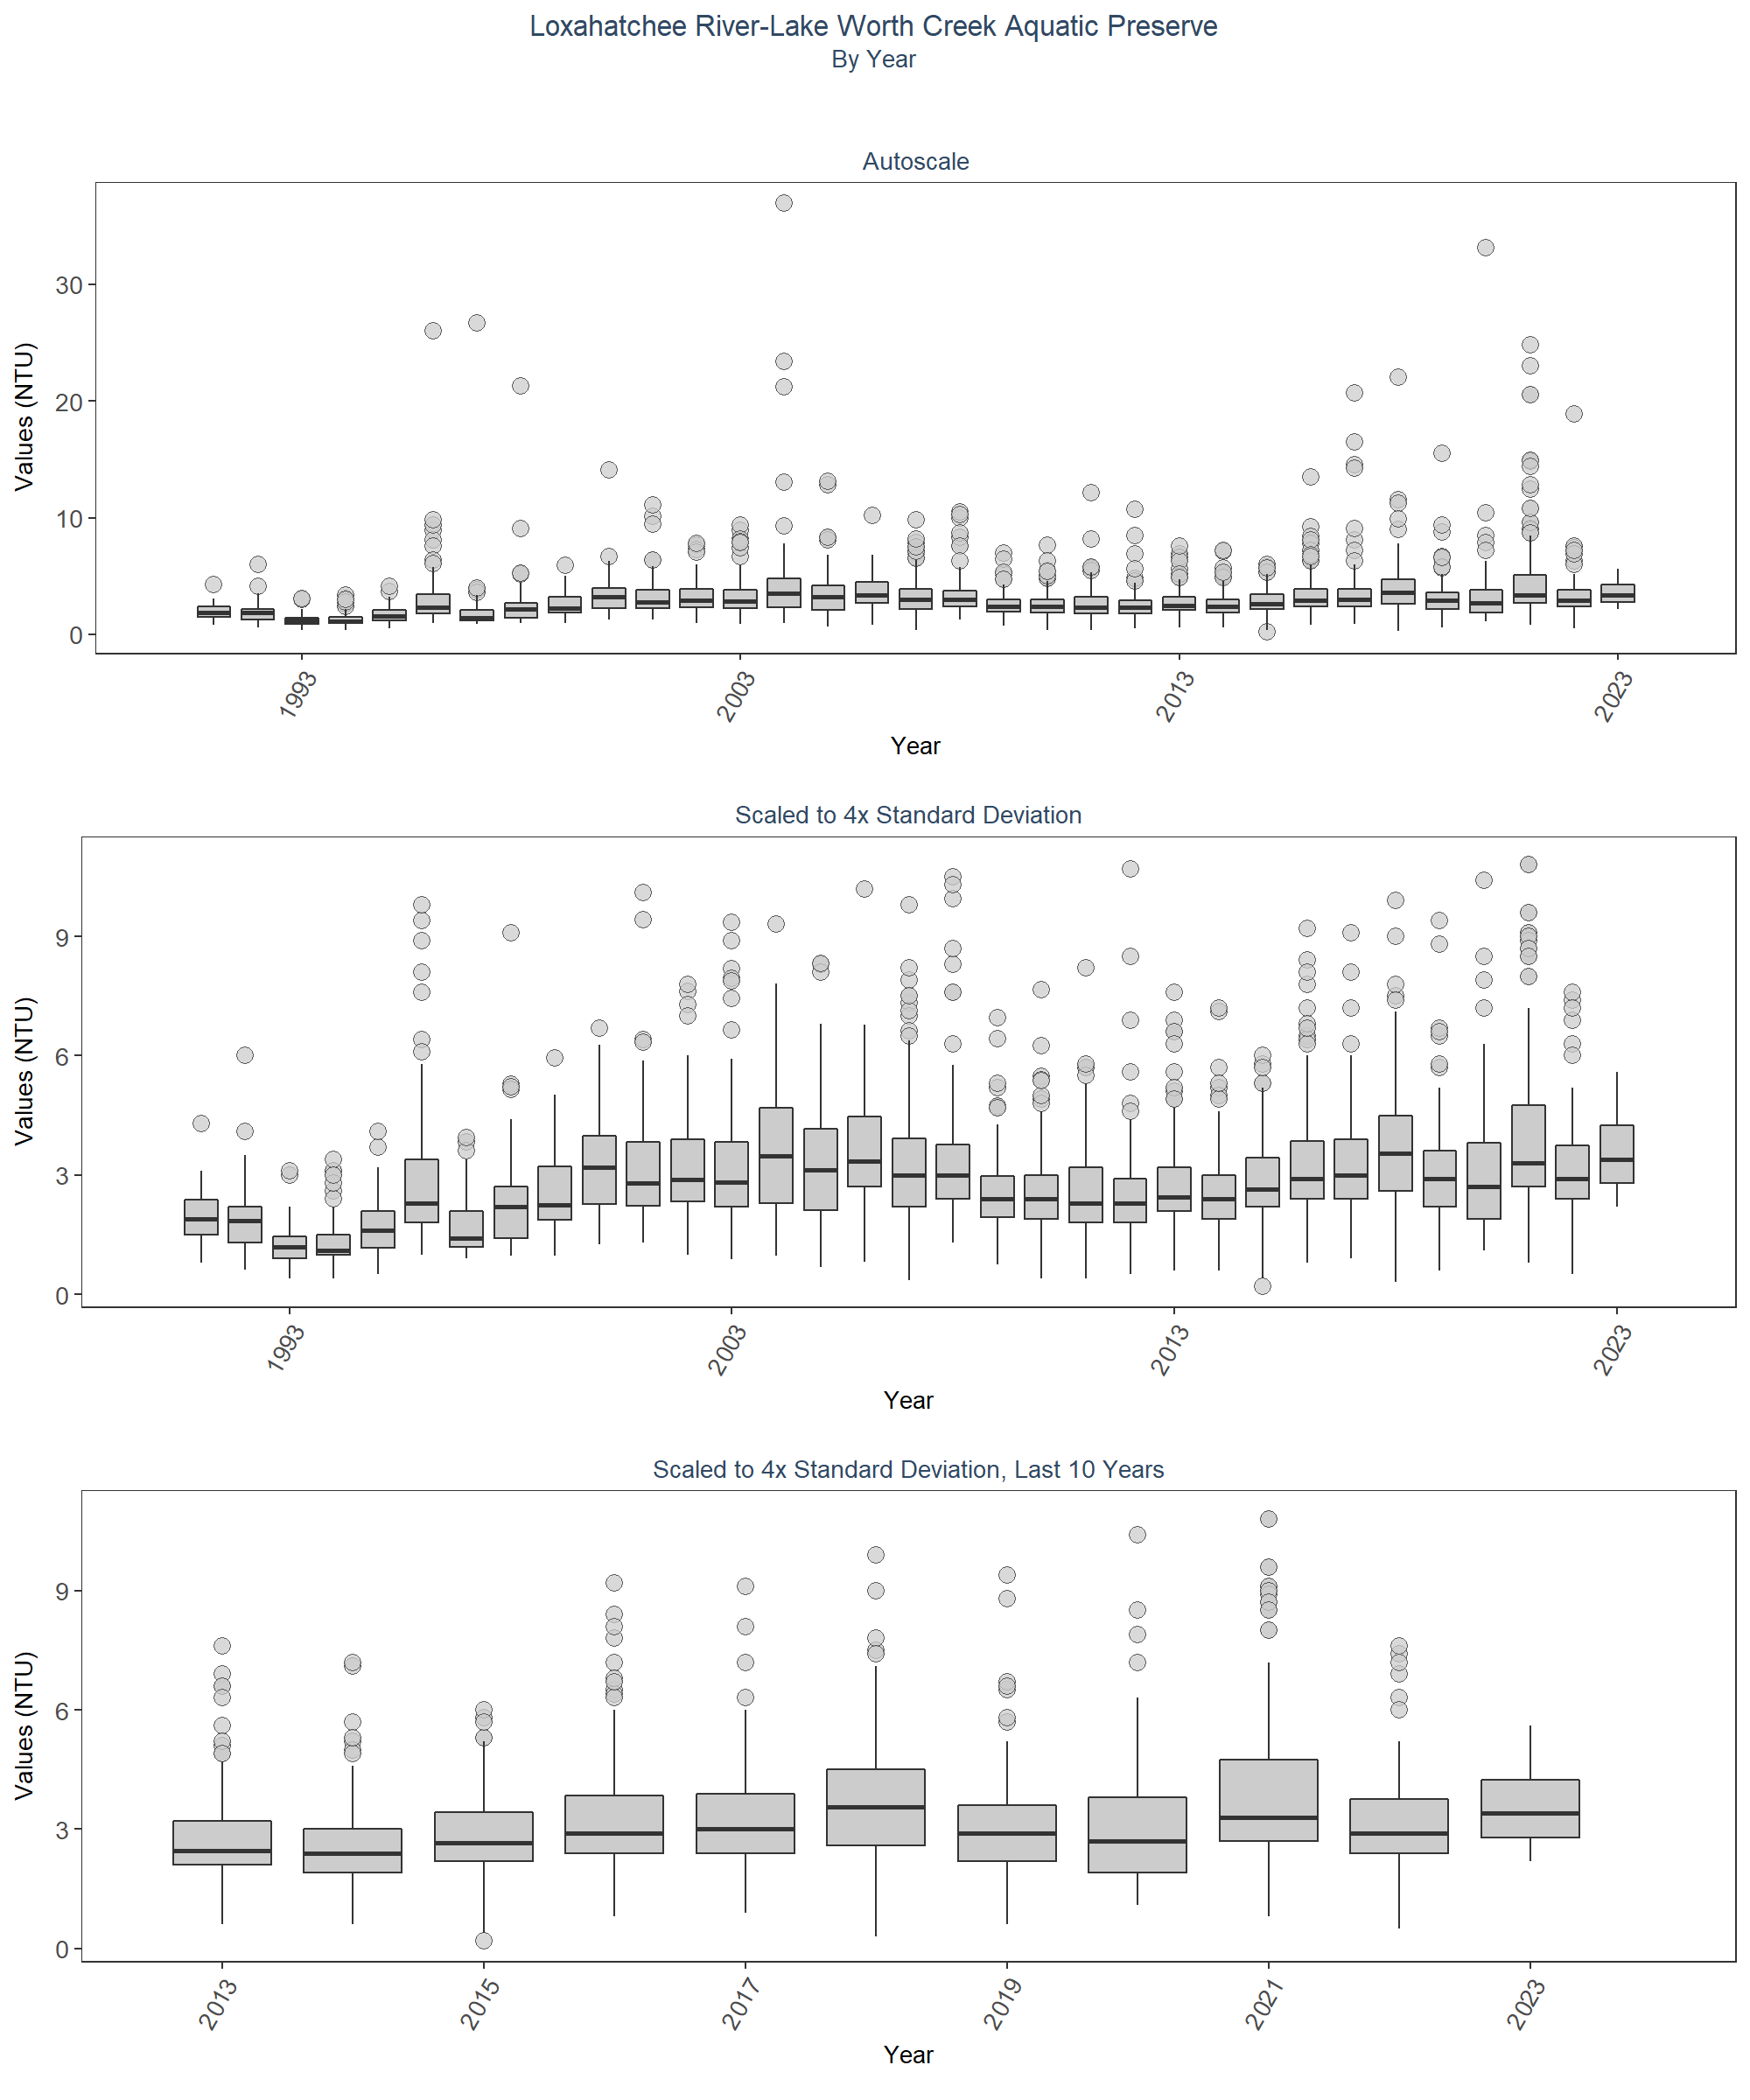 Loxahatchee River-Lake Worth Creek Aquatic Preserve
By Year
Autoscale
Values (NTU)
30
20
10
0
1993
2003
2013
2023
Year
Scaled to 4x Standard Deviation
Values (NTU)
9
6
3
0
1993
2003
2013
2023
Year
Scaled to 4x Standard Deviation, Last 10 Years
Values (NTU)
9
6
3
0
2013
2015
2017
2019
2021
2023
Year